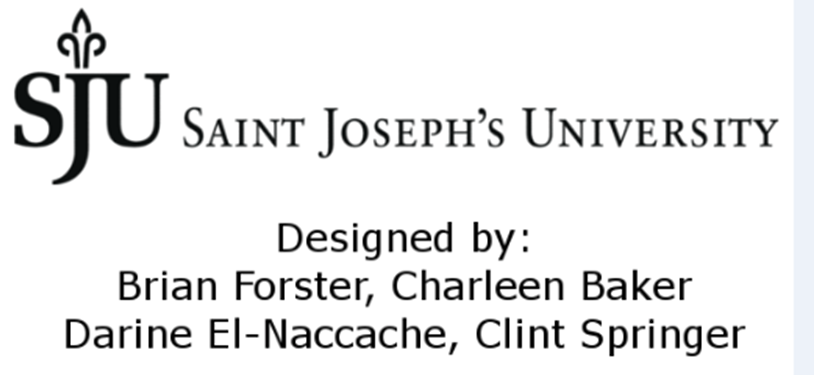 SJU SAINT JOSEPH'S UNIVERSITY
Designed by:
Brian Forster, Charleen Baker
Darine El-Naccache, Clint Springer